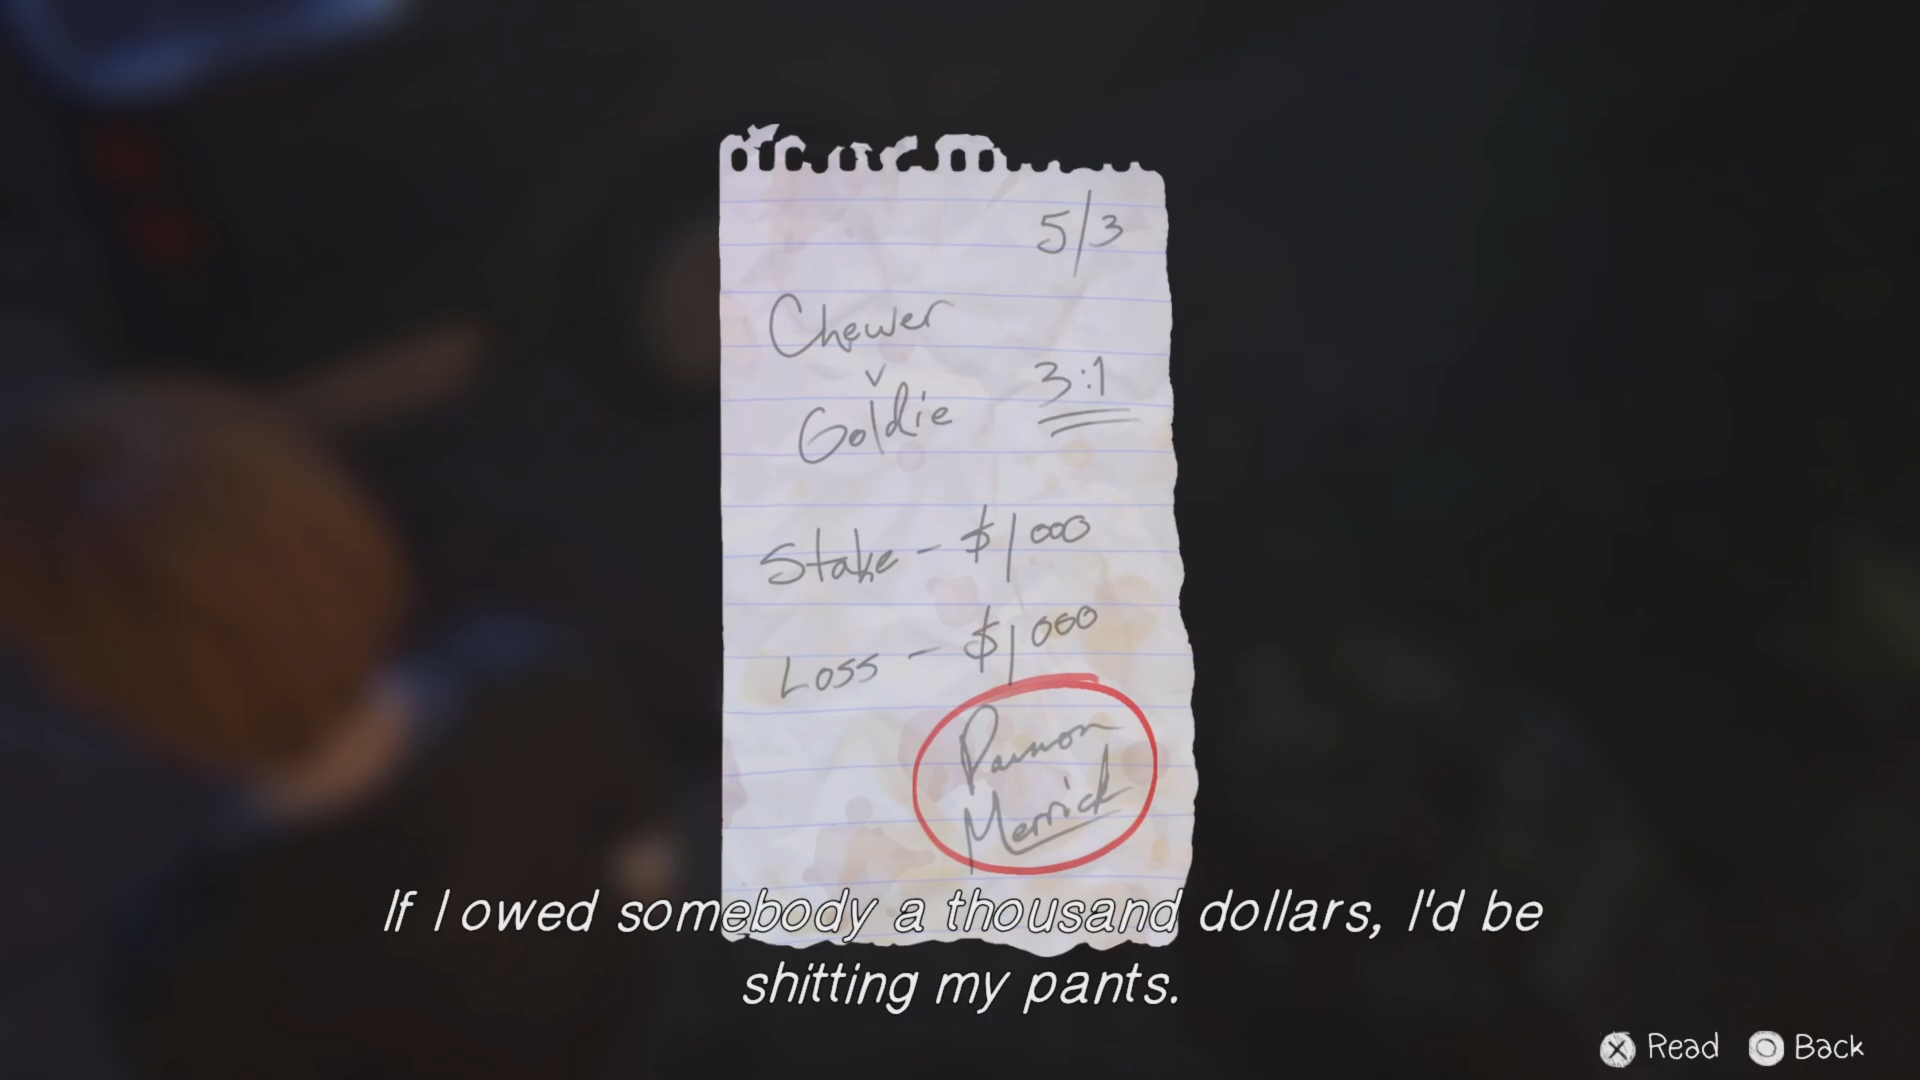 5/3
Chewer
v
Goldie 3:1
Stake - $1000
Loss - $1000
Damon
Merrick
If I owed somebody a thousand dollars, I'd be
shitting my pants.
Read Back